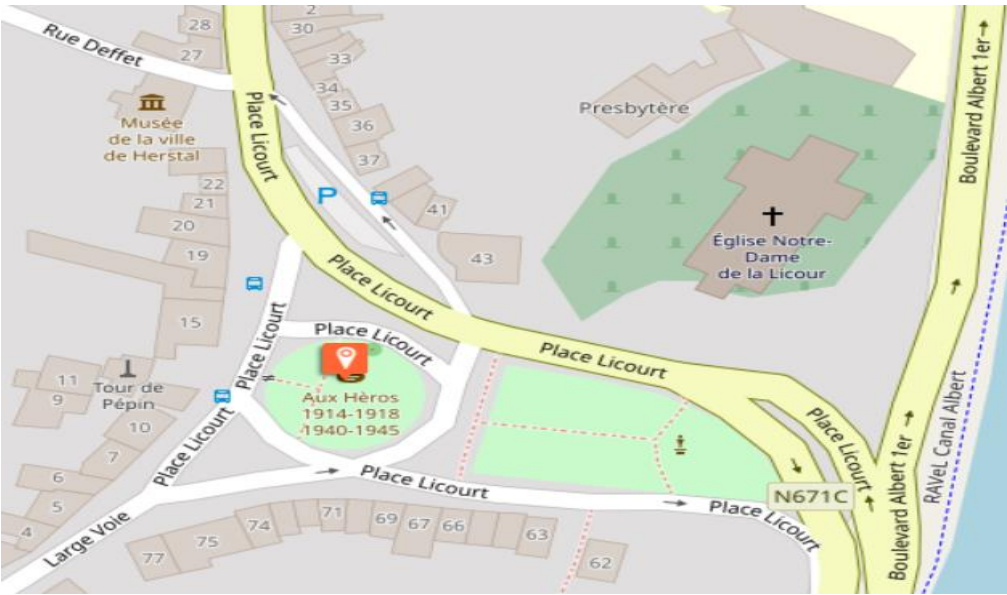 Rue Deffet
28
27
2
30
33
34
35
36
37
Musée
de la ville
de Herstal
Place Licourt
P
22
21
20
19
15
41
43
Presbytère
Église Notre-
Dame
de la Licour
Boulevard Albert 1er
Place Licourt
Place Licourt
Place Licourt
Place Licourt
Aux Héros
1914-1918
1940-1945
Tour de
Pépin
11
9
10
7
6
5
4
Place Licourt
Place Licourt
Place Licourt
Place Licourt
N671C
Boulevard Albert 1er
RAVeL Canal Albert
Large Voie
77
75
74
71
69
67
66
63
62